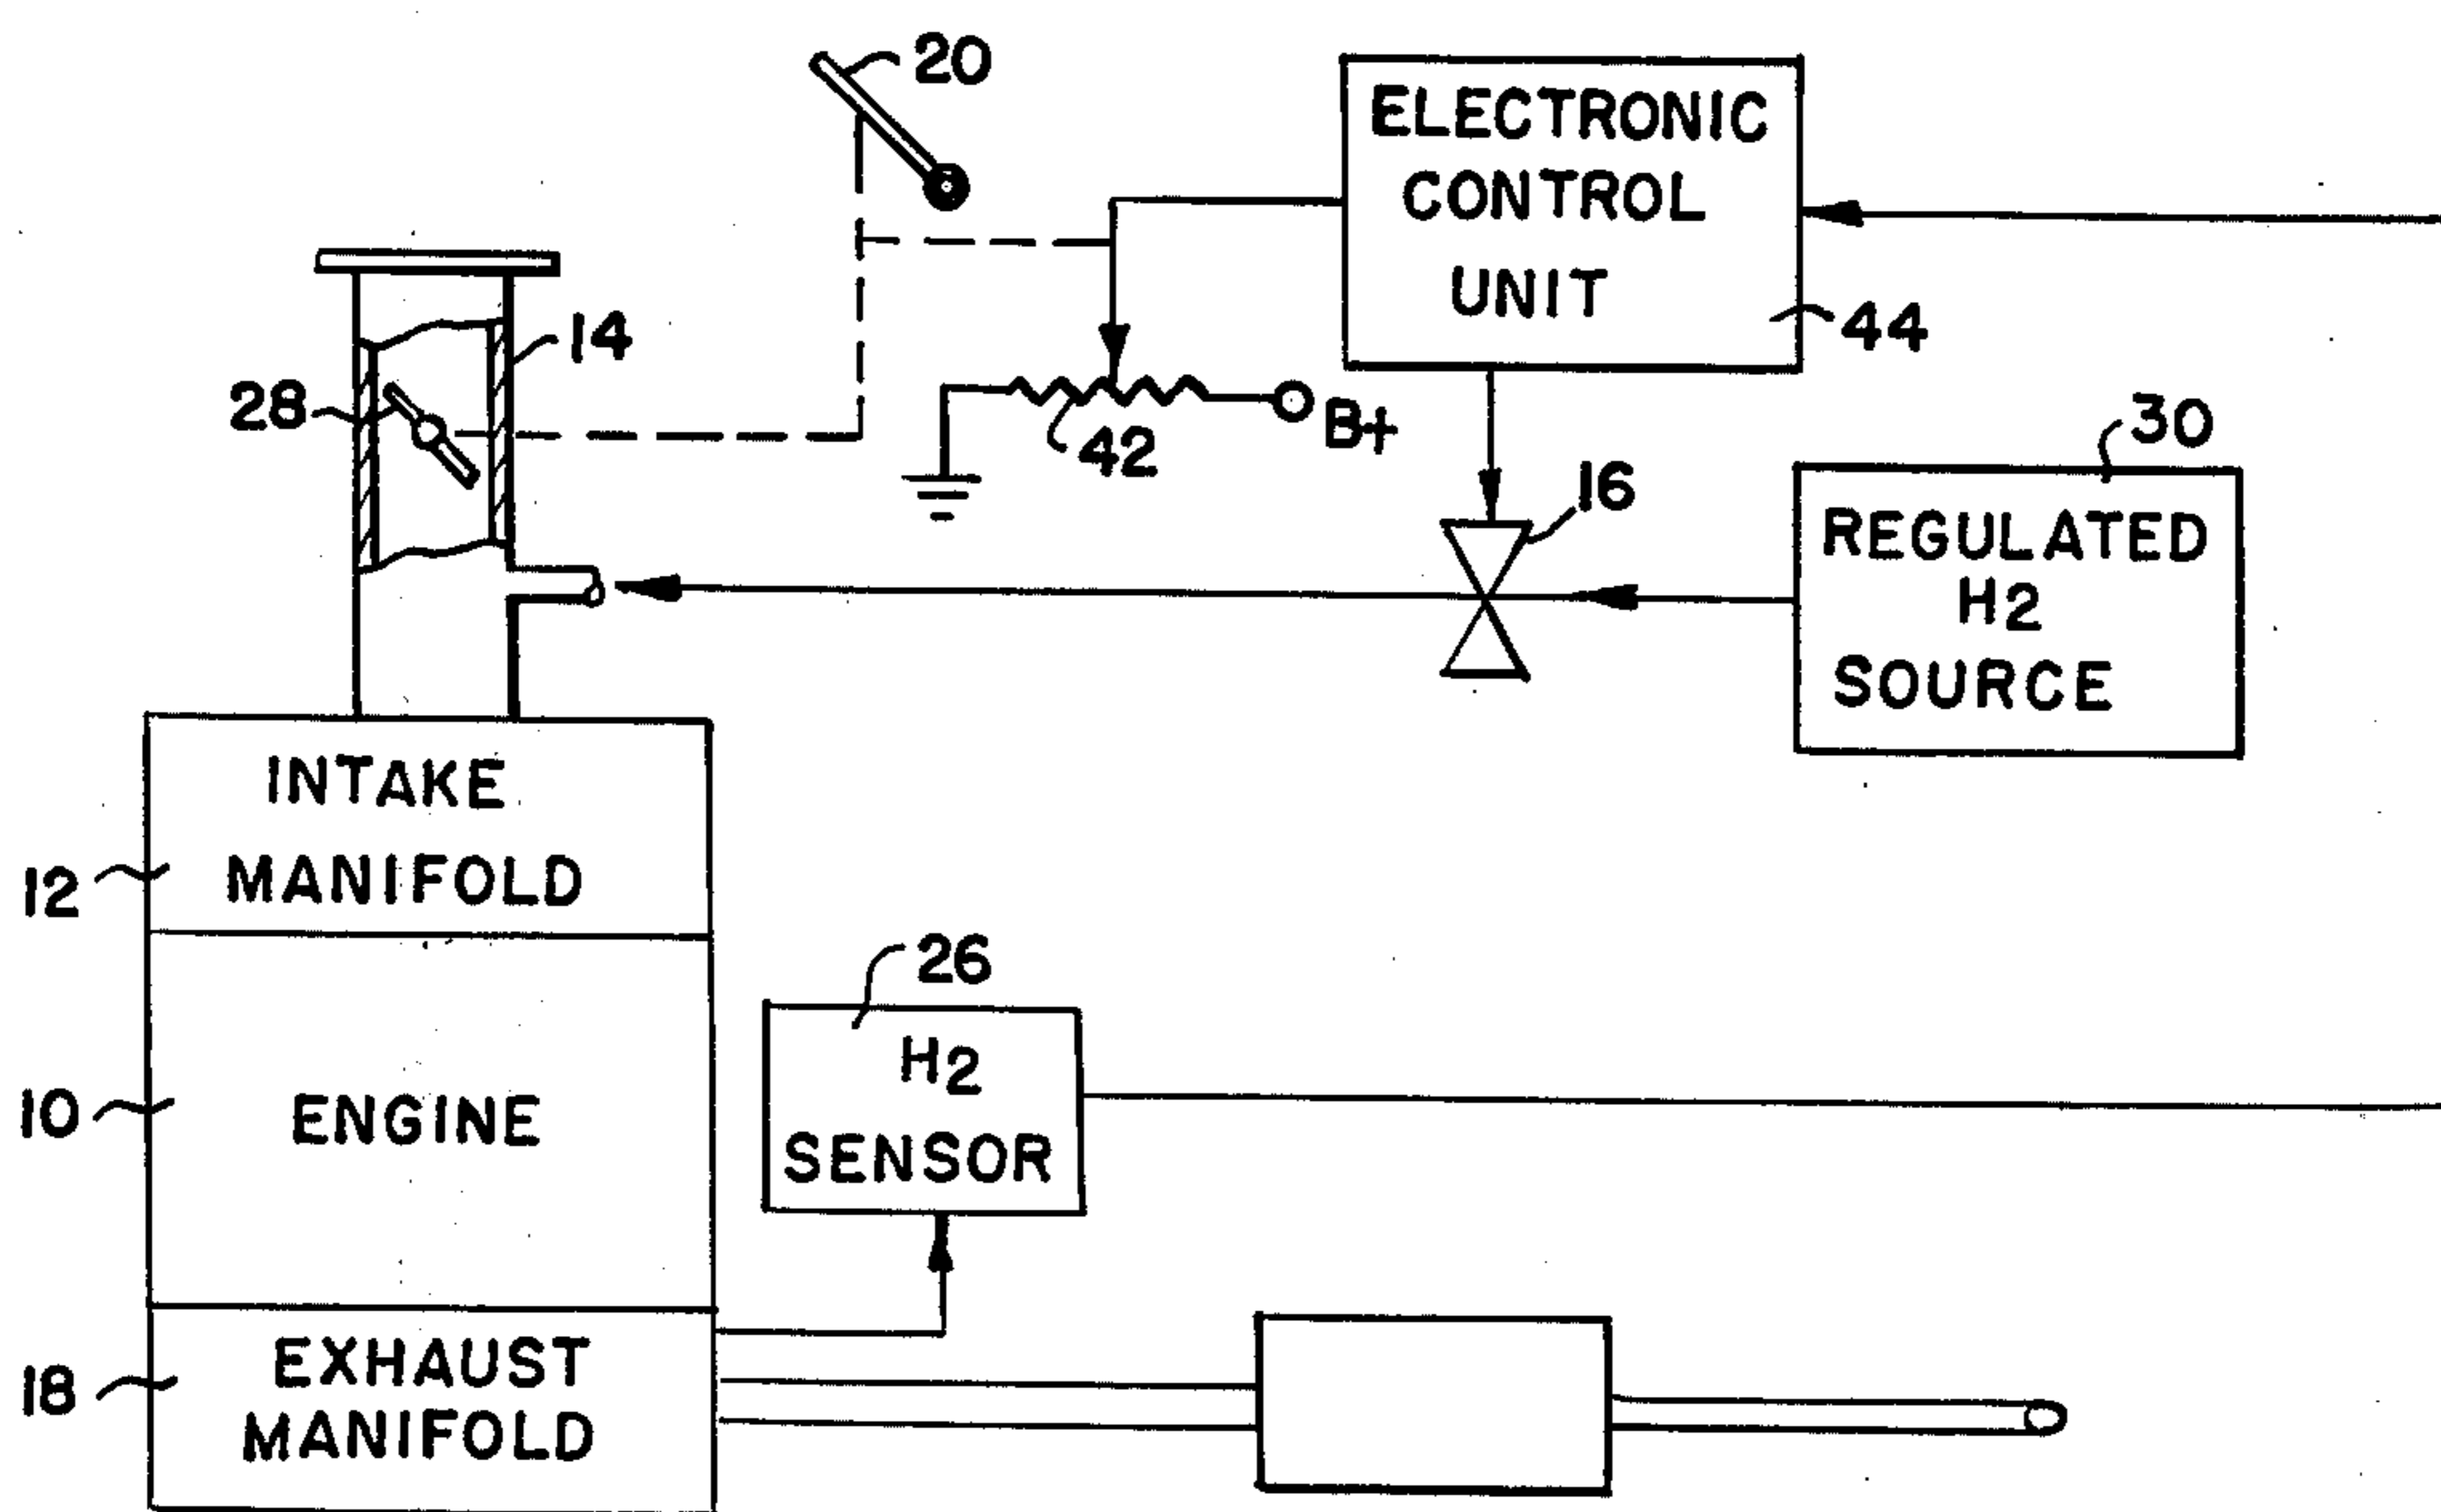 20
ELECTRONIC
CONTROL
UNIT
44
14
28
42
B+
16
30
REGULATED
H2
SOURCE
INTAKE
MANIFOLD
12
26
H2
SENSOR
10
ENGINE
EXHAUST
MANIFOLD
18